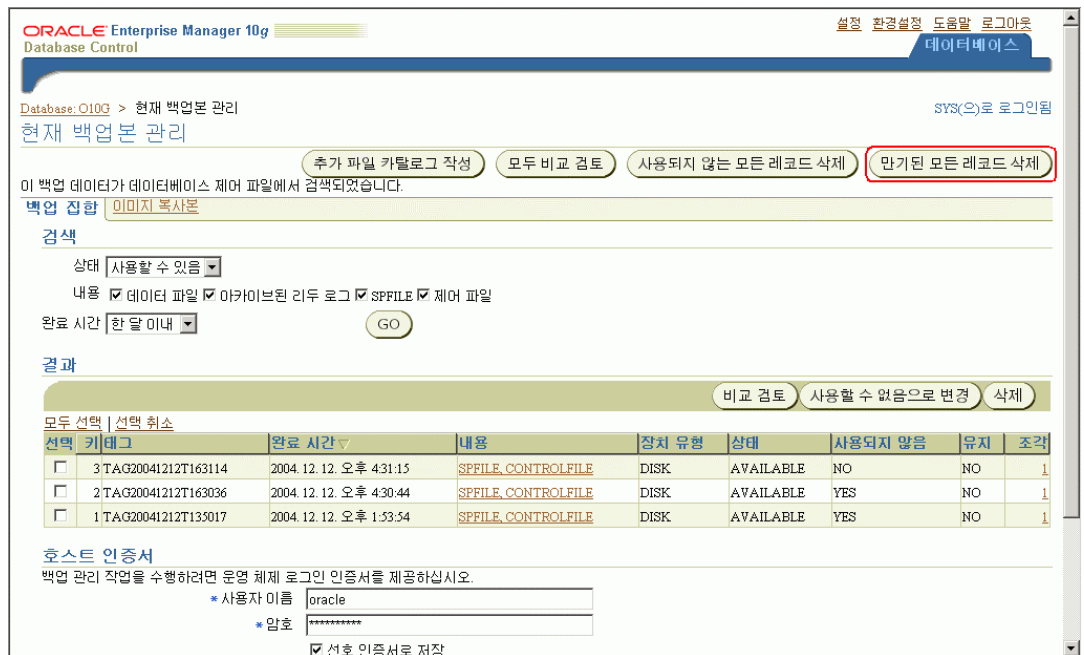 ORACLE Enterprise Manager 10g
Database Control
설정 환경설정 도움말 로그아웃
데이터베이스
Database: O10G > 현재 백업본 관리
SYS(으)로 로그인됨
현재 백업본 관리
추가 파일 카탈로그 작성 모두 비교 검토 사용되지 않는 모든 레코드 삭제 만기된 모든 레코드 삭제
이 백업 데이터가 데이터베이스 제어 파일에서 검색되었습니다.
백업 집합 이미지 복사본
검색
상태 사용할 수 있음
내용 데이터 파일 아카이브된 리두 로그 SPFILE 제어 파일
완료 시간 한 달 이내 GO
결과
비교 검토 사용할 수 없음으로 변경 삭제
모두 선택 | 선택 취소
선택 키 태그 완료 시간 내용 장치 유형 상태 사용되지 않음 유지 조각
3 TAG20041212T163114 2004. 12. 12. 오후 4:31:15 SPFILE, CONTROLFILE DISK AVAILABLE NO NO 1
2 TAG20041212T163036 2004. 12. 12. 오후 4:30:44 SPFILE, CONTROLFILE DISK AVAILABLE YES NO 1
1 TAG20041212T135017 2004. 12. 12. 오후 1:53:54 SPFILE, CONTROLFILE DISK AVAILABLE YES NO 1
호스트 인증서
백업 관리 작업을 수행하려면 운영 체제 로그인 인증서를 제공하십시오.
* 사용자 이름 oracle
* 암호 **********
선호 인증서로 저장